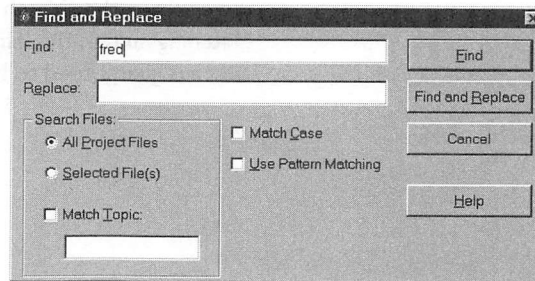 Find and Replace
Find:
fred
Find
Replace:
Find and Replace
Search Files:
All Project Files
Match Case
Cancel
Selected File(s)
Use Pattern Matching
Match Topic:
Help